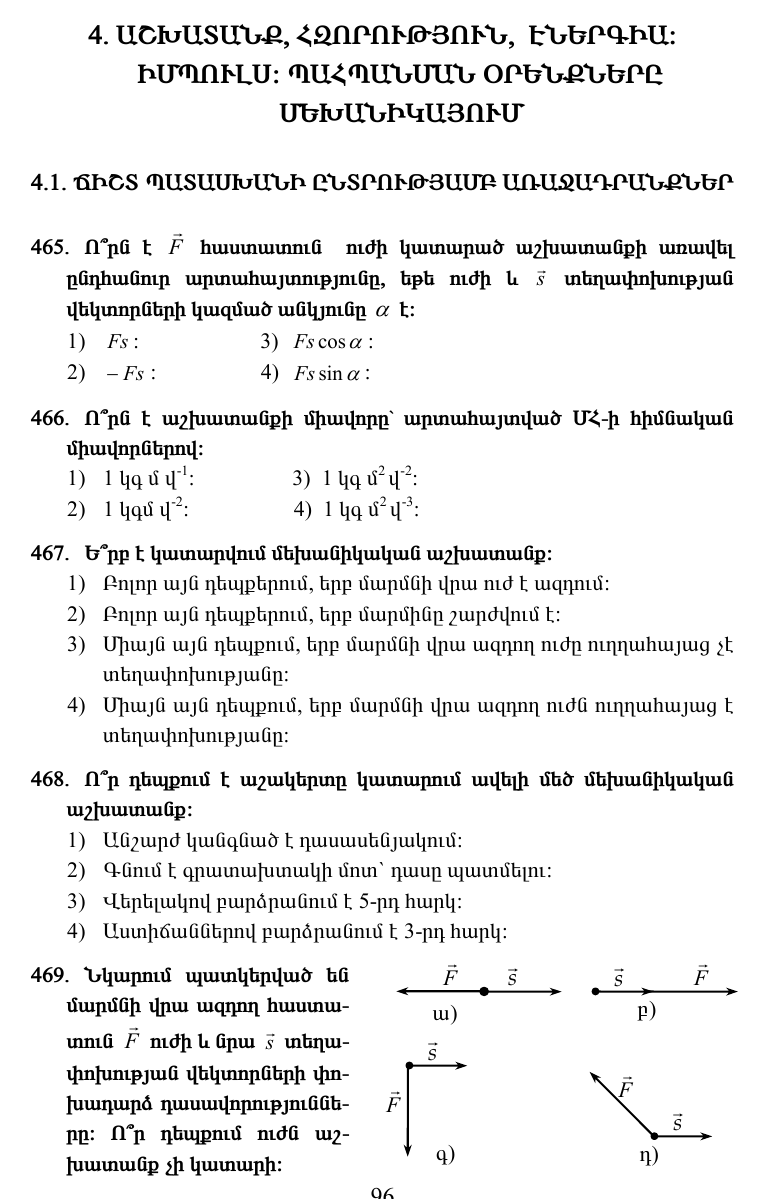 4. ԱՇԽԱՏԱՆՔ, ՀԶՈՐՈՒԹՅՈՒՆ, ԷՆԵՐԳԻԱ:
ԻՄՊՈՒԼՍ: ՊԱՀՊԱՆՄԱՆ ՕՐԵՆՔՆԵՐԸ
ՄԵԽԱՆԻԿԱՅՈՒՄ
4.1. ՃԻՇՏ ՊԱՏԱՍԽԱՆԻ ԸՆՏՐՈՒԹՅԱՄԲ ԱՌԱՋԱԴՐԱՆՔՆԵՐ
465. Ո՞րն է F⃗ հաստատուն ուժի կատարած աշխատանքի առավել
ընդհանուր արտահայտությունը, եթե ուժի և s⃗ տեղափոխության
վեկտորների կազմած անկյունը α է:
1) Fs : 3) Fs cos α :
2) – Fs : 4) Fs sin α :
466. Ո՞րն է աշխատանքի միավորը՝ արտահայտված ՄՀ-ի հիմնական
միավորներով:
1) 1 կգ մ վ⁻¹: 3) 1 կգ մ² վ⁻²:
2) 1 կգմ վ⁻²: 4) 1 կգ մ² վ⁻³:
467. Ե՞րբ է կատարվում մեխանիկական աշխատանք:
1) Բոլոր այն դեպքերում, երբ մարմնի վրա ուժ է ազդում:
2) Բոլոր այն դեպքերում, երբ մարմինը շարժվում է:
3) Միայն այն դեպքում, երբ մարմնի վրա ազդող ուժը ուղղահայաց չէ
տեղափոխությանը:
4) Միայն այն դեպքում, երբ մարմնի վրա ազդող ուժն ուղղահայաց է
տեղափոխությանը:
468. Ո՞ր դեպքում է աշակերտը կատարում ավելի մեծ մեխանիկական
աշխատանք:
1) Անշարժ կանգնած է դասասենյակում:
2) Գնում է գրատախտակի մոտ՝ դասը պատմելու:
3) Վերելակով բարձրանում է 5-րդ հարկ:
4) Աստիճաններով բարձրանում է 3-րդ հարկ:
469. Նկարում պատկերված են
մարմնի վրա ազդող հաստա-
տուն F⃗ ուժի և նրա s⃗ տեղա-
փոխության վեկտորների փո-
խադարձ դասավորություննե-
րը: Ո՞ր դեպքում ուժն աշ-
խատանք չի կատարի:
F⃗ s⃗
ա)
s⃗ F⃗
բ)
s⃗
F⃗
գ)
F⃗
s⃗
դ)
96